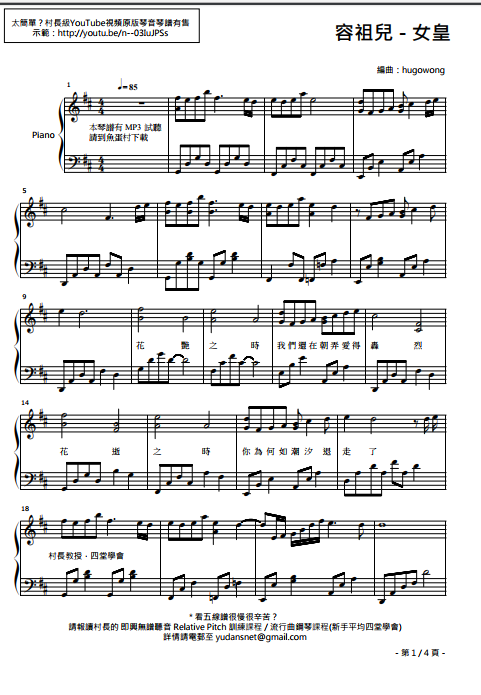 太簡單？村長級YouTube視頻原版琴音琴譜有售
示範：http://youtu.be/n--03IuJPSs
容祖兒 - 女皇
編曲：hugowong
♩=85
1
Piano
本琴譜有 MP3 試聽
請到魚蛋村下載
5
9
花 艷 之 時 我 們 還 在 朝 弄 愛 得 轟 烈
14
花 逝 之 時 你 為 何 如 潮 汐 退 走 了
18
村長教授．四堂學會
* 看五線譜很慢很辛苦？
請報讀村長的 即興無譜聽音 Relative Pitch 訓練課程 / 流行曲鋼琴課程(新手平均四堂學會)
詳情請電郵至 yudansnet@gmail.com
- 第 1 / 4 頁 -